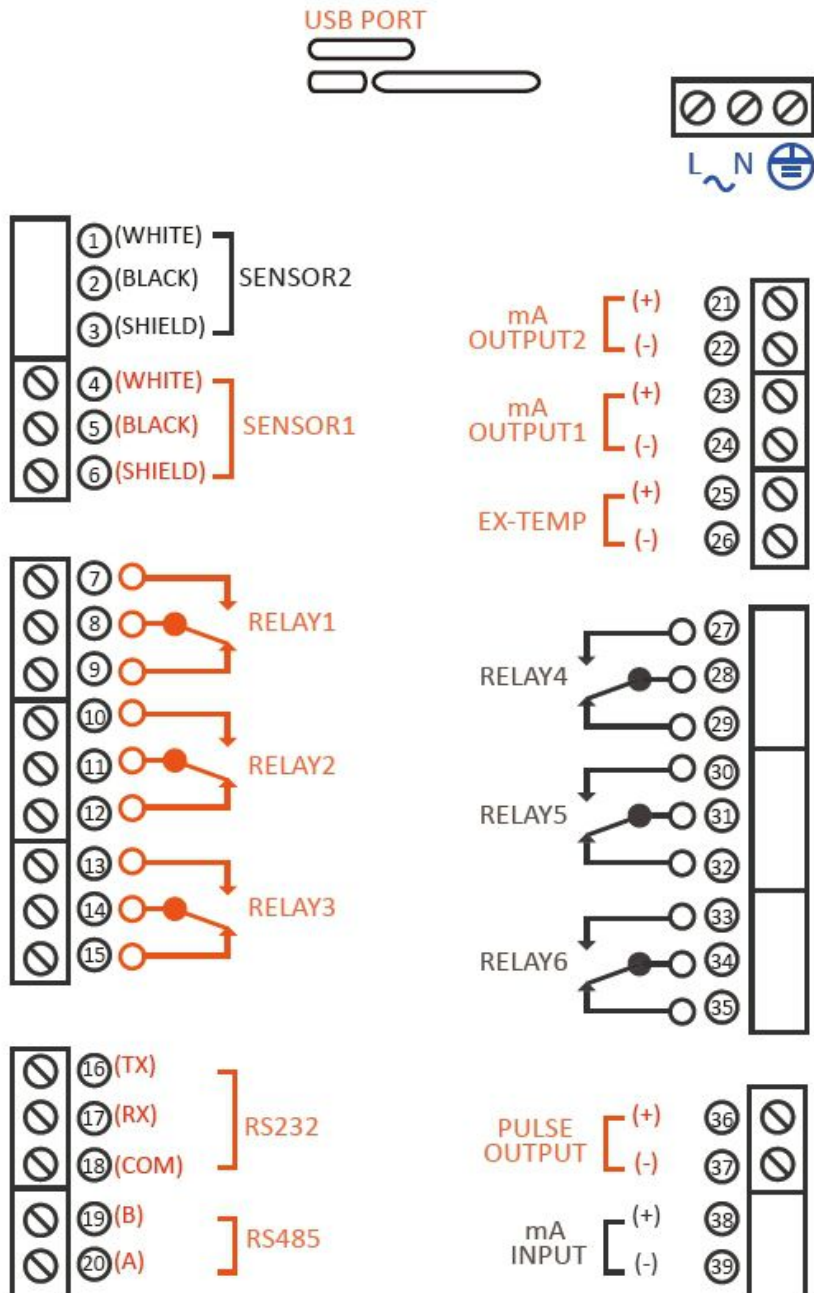 USB PORT
L N
1 (WHITE)
2 (BLACK)
3 (SHIELD)
SENSOR2
4 (WHITE)
5 (BLACK)
6 (SHIELD)
SENSOR1
7
8
9
RELAY1
10
11
12
RELAY2
13
14
15
RELAY3
16 (TX)
17 (RX)
18 (COM)
RS232
19 (B)
20 (A)
RS485
mA
OUTPUT2
(+) 21
(-) 22
mA
OUTPUT1
(+) 23
(-) 24
EX-TEMP
(+) 25
(-) 26
RELAY4
27
28
29
RELAY5
30
31
32
RELAY6
33
34
35
PULSE
OUTPUT
(+) 36
(-) 37
mA
INPUT
(+) 38
(-) 39